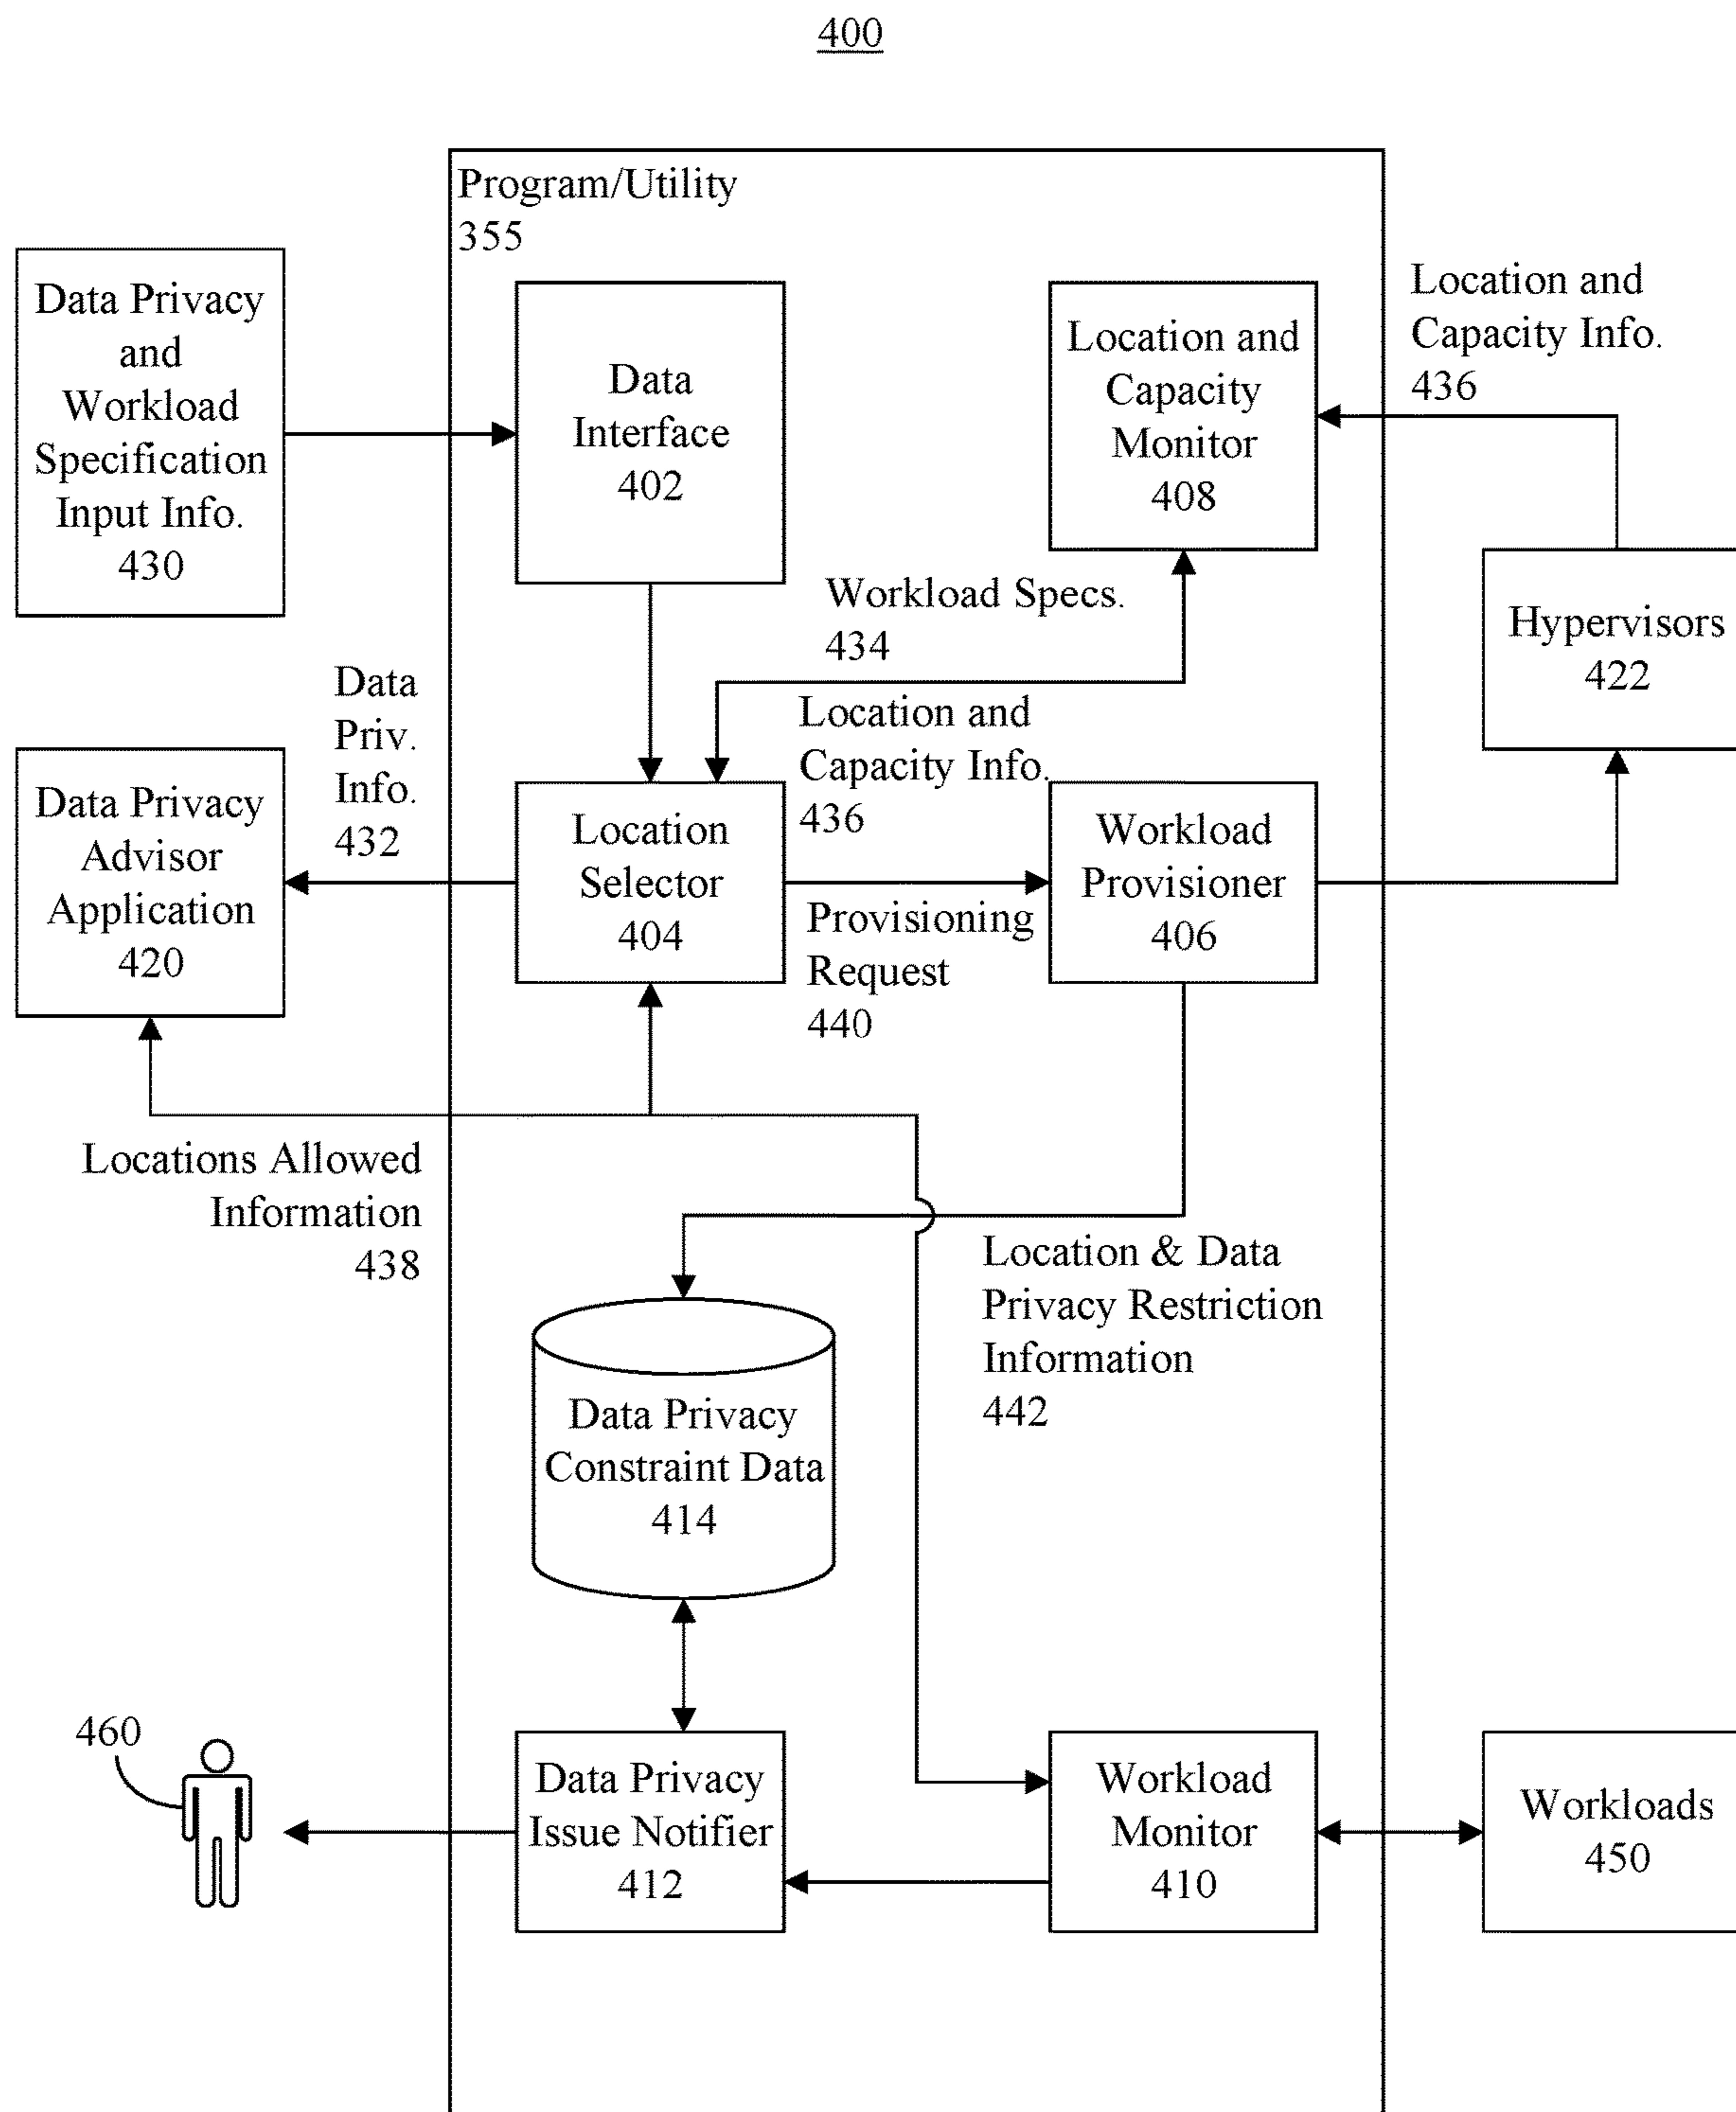 400
Program/Utility
355
Data Privacy
and
Workload
Specification
Input Info.
430
Data
Interface
402
Location and
Capacity
Monitor
408
Location and
Capacity Info.
436
Hypervisors
422
Workload Specs.
434
Data
Priv.
Info.
432
Location and
Capacity Info.
436
Data Privacy
Advisor
Application
420
Location
Selector
404
Provisioning
Request
440
Workload
Provisioner
406
Locations Allowed
Information
438
Location & Data
Privacy Restriction
Information
442
Data Privacy
Constraint Data
414
460
Data Privacy
Issue Notifier
412
Workload
Monitor
410
Workloads
450